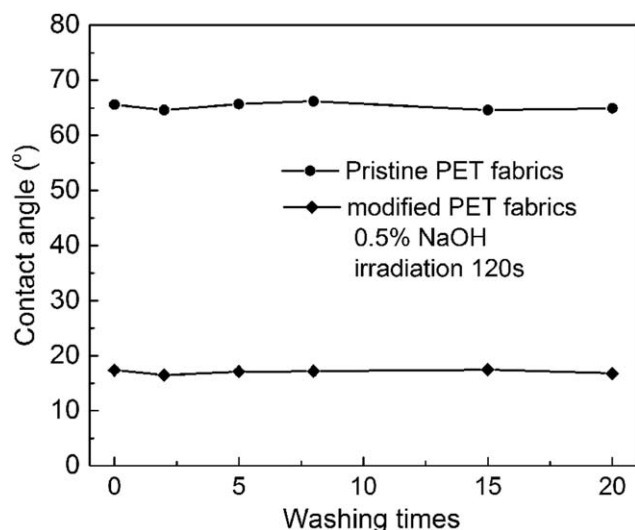 80
70
60
50
40
30
20
10
0
Contact angle (°)
Pristine PET fabrics
modified PET fabrics
0.5% NaOH
irradiation 120s
0 5 10 15 20
Washing times